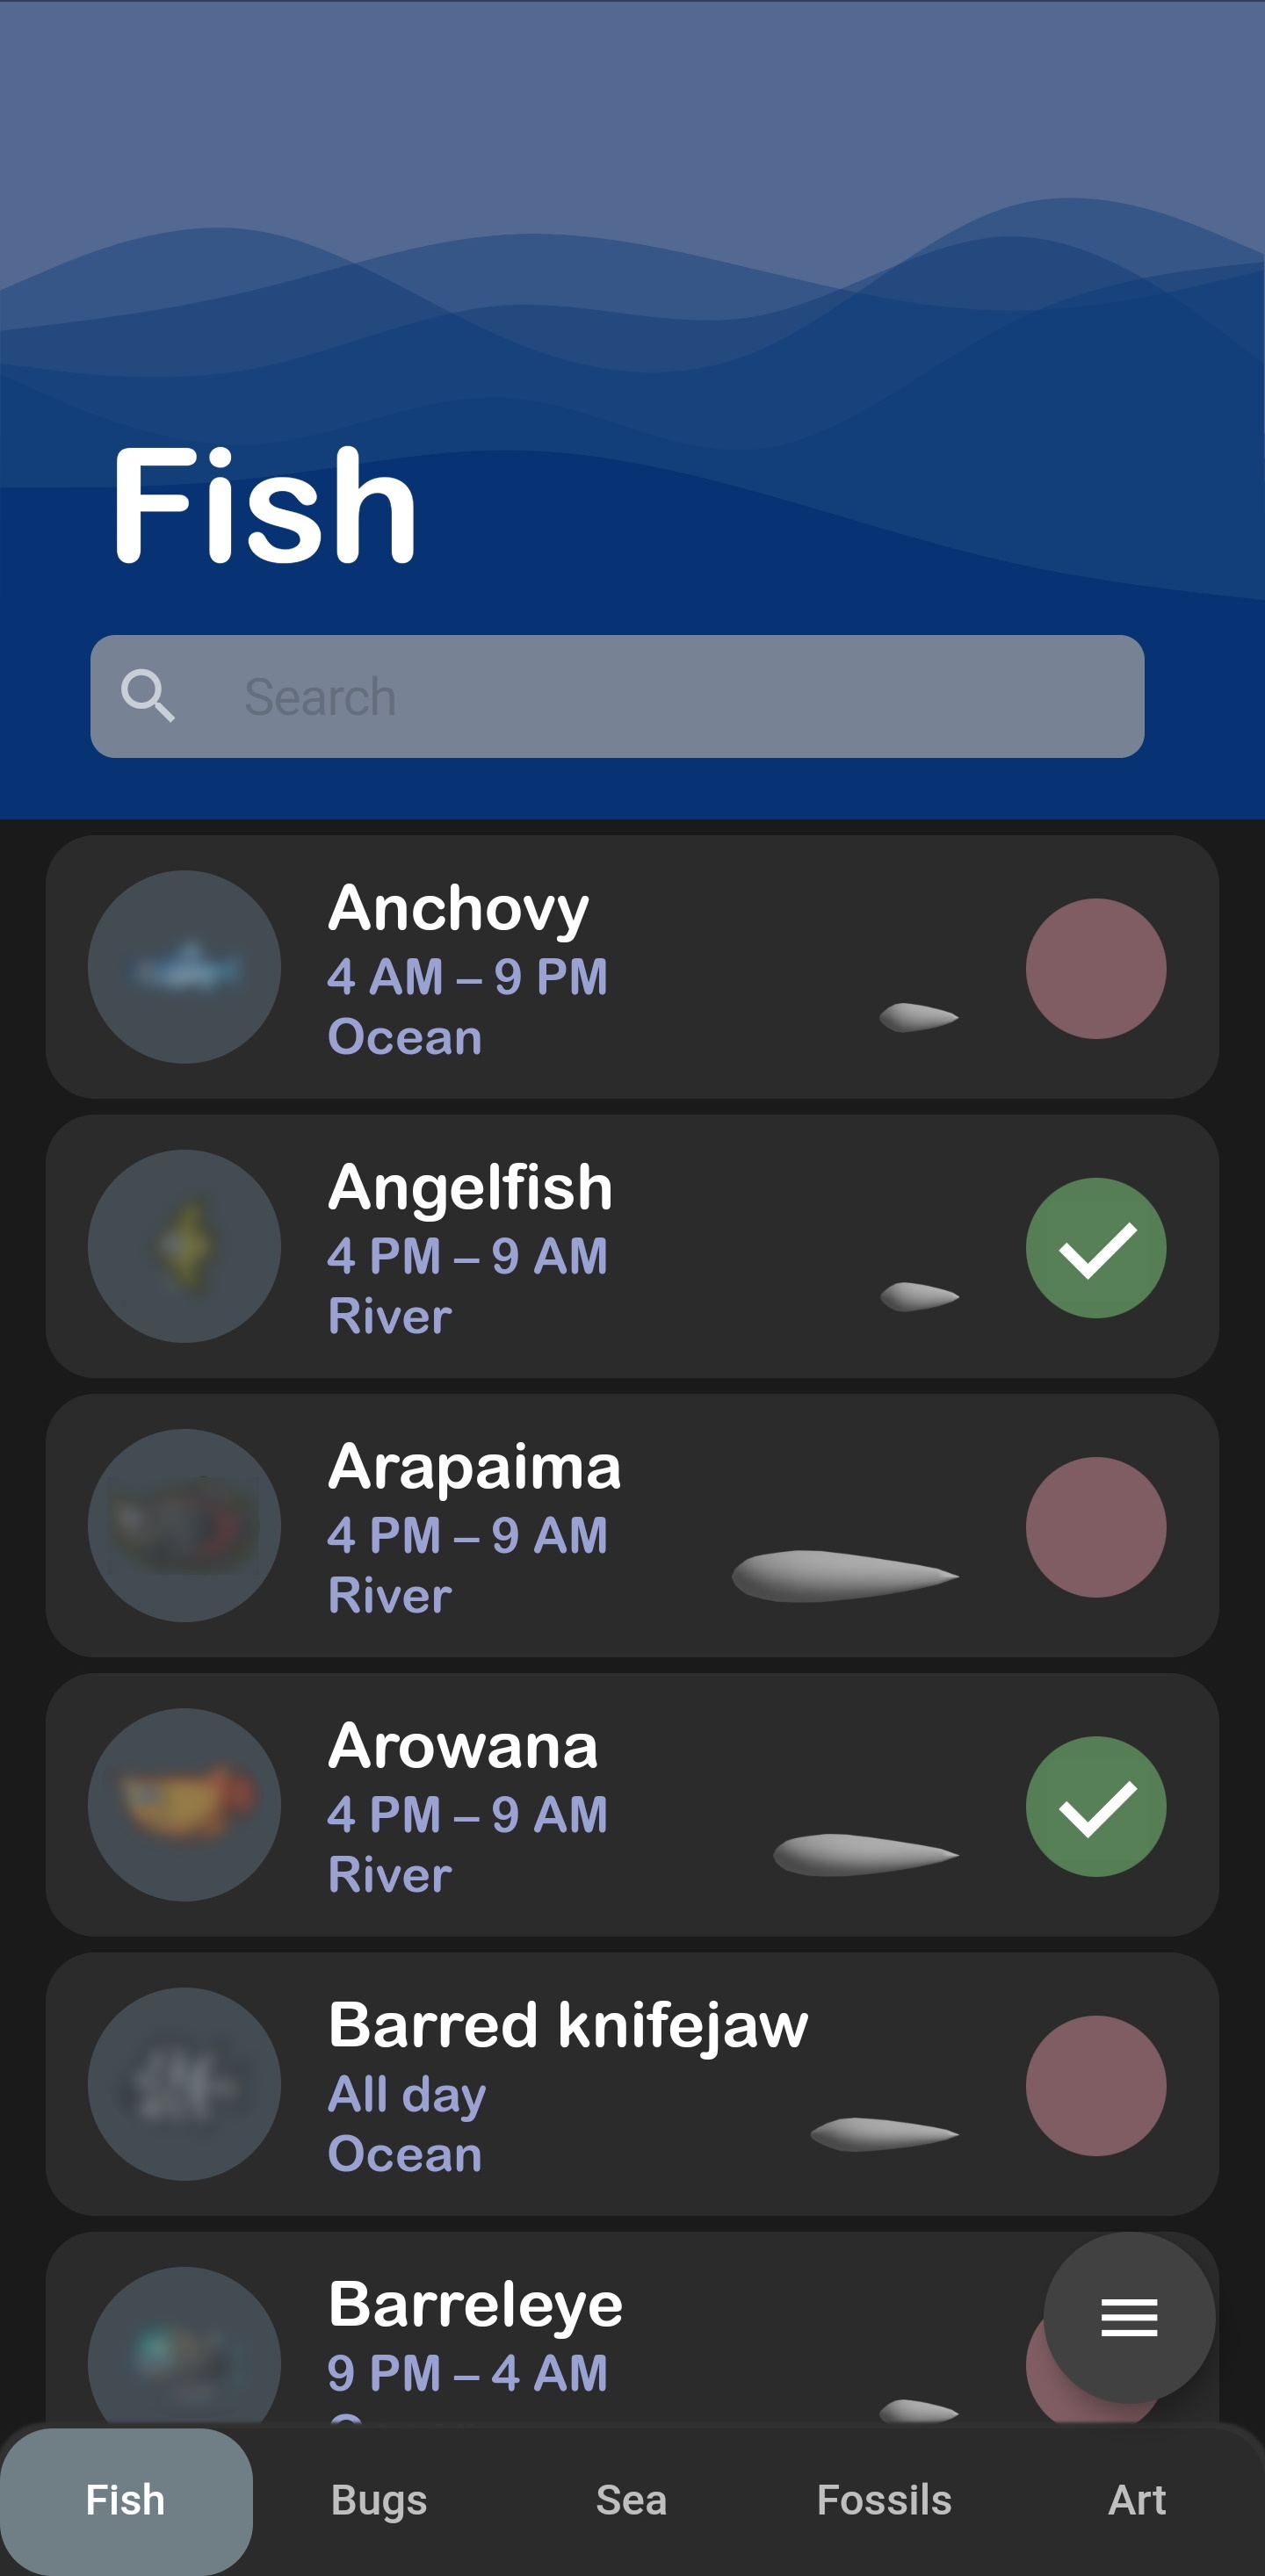 Fish
Search
Anchovy
4 AM – 9 PM
Ocean
Angelfish
4 PM – 9 AM
River
Arapaima
4 PM – 9 AM
River
Arowana
4 PM – 9 AM
River
Barred knifejaw
All day
Ocean
Barreleye
9 PM – 4 AM
Fish
Bugs
Sea
Fossils
Art